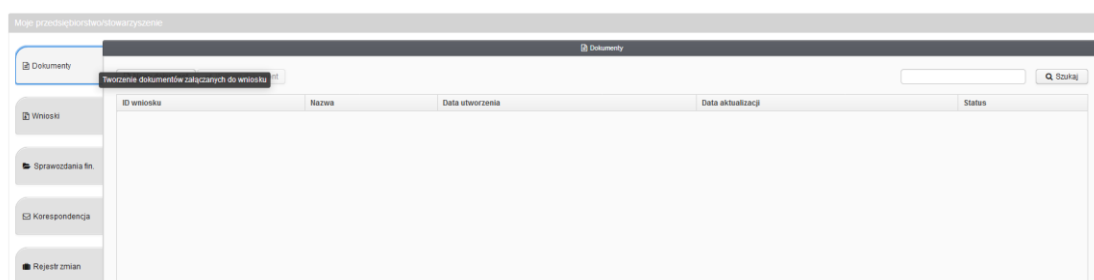 Moje przedsiębiorstwo/stowarzyszenie
Dokumenty
Dokumenty
Tworzenie dokumentów załączanych do wniosku
Szukaj
ID wniosku Nazwa Data utworzenia Data aktualizacji Status
Wnioski
Sprawozdania fin.
Korespondencja
Rejestr zmian